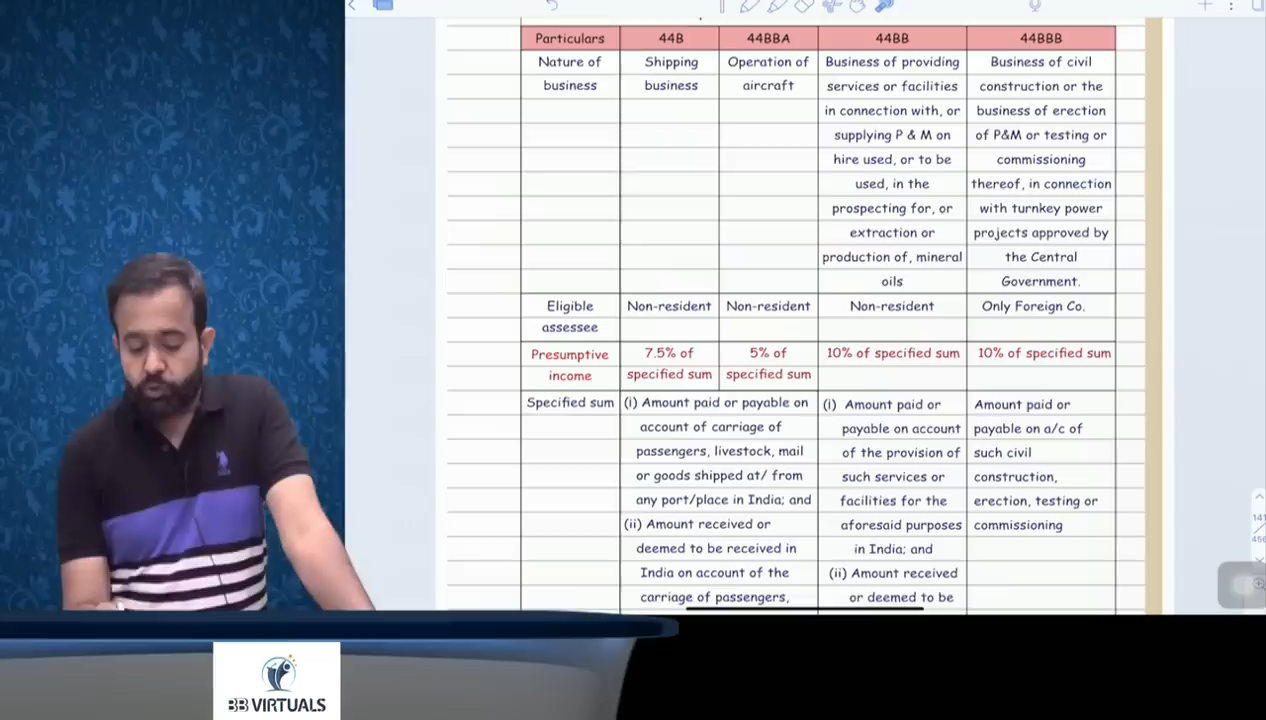 Particulars 44B 44BBA 44BB 44BBB
Nature of Shipping Operation of Business of providing Business of civil
business business aircraft services or facilities construction or the
in connection with, or business of erection
supplying P & M on of P&M or testing or
hire used, or to be commissioning
used, in the thereof, in connection
prospecting for, or with turnkey power
extraction or projects approved by
production of, mineral the Central
oils Government.
Eligible Non-resident Non-resident Non-resident Only Foreign Co.
assessee
Presumptive 7.5% of 5% of 10% of specified sum 10% of specified sum
income specified sum specified sum
Specified sum (i) Amount paid or payable on (i) Amount paid or Amount paid or
account of carriage of payable on account payable on a/c of
passengers, livestock, mail of the provision of such civil
or goods shipped at/ from such services or construction,
any port/place in India; and facilities for the erection, testing or
(ii) Amount received or aforesaid purposes commissioning
deemed to be received in in India; and
India on account of the (ii) Amount received
carriage of passengers, or deemed to be
BB VIRTUALS